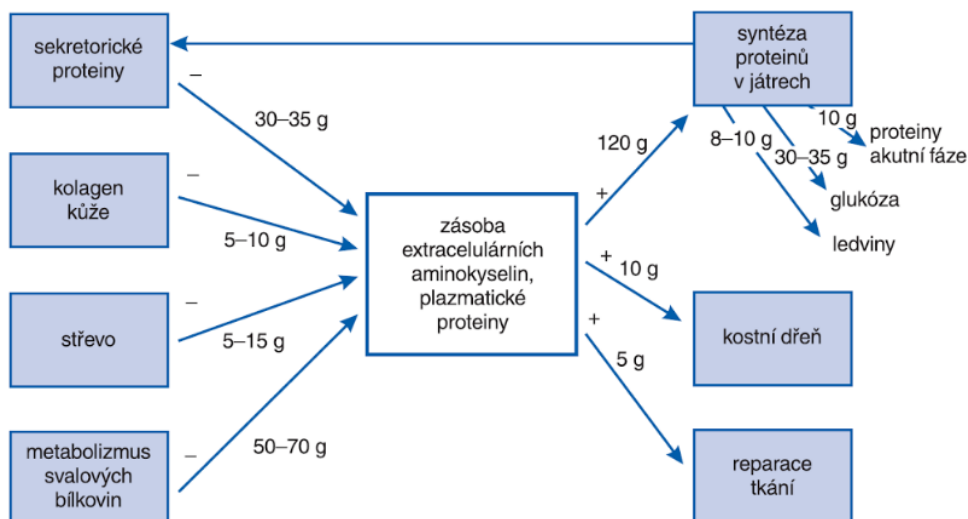 sekretorické
proteiny
–
30–35 g
kolagen
kůže
–
5–10 g
střevo
–
5–15 g
metabolizmus
svalových
bílkovin
–
50–70 g
zásoba
extracelulárních
aminokyselin,
plazmatické
proteiny
+
120 g
+
10 g
+
5 g
syntéza
proteinů
v játrech
10 g
proteiny
akutní fáze
30–35 g
glukóza
8–10 g
ledviny
kostní dřeň
reparace
tkání